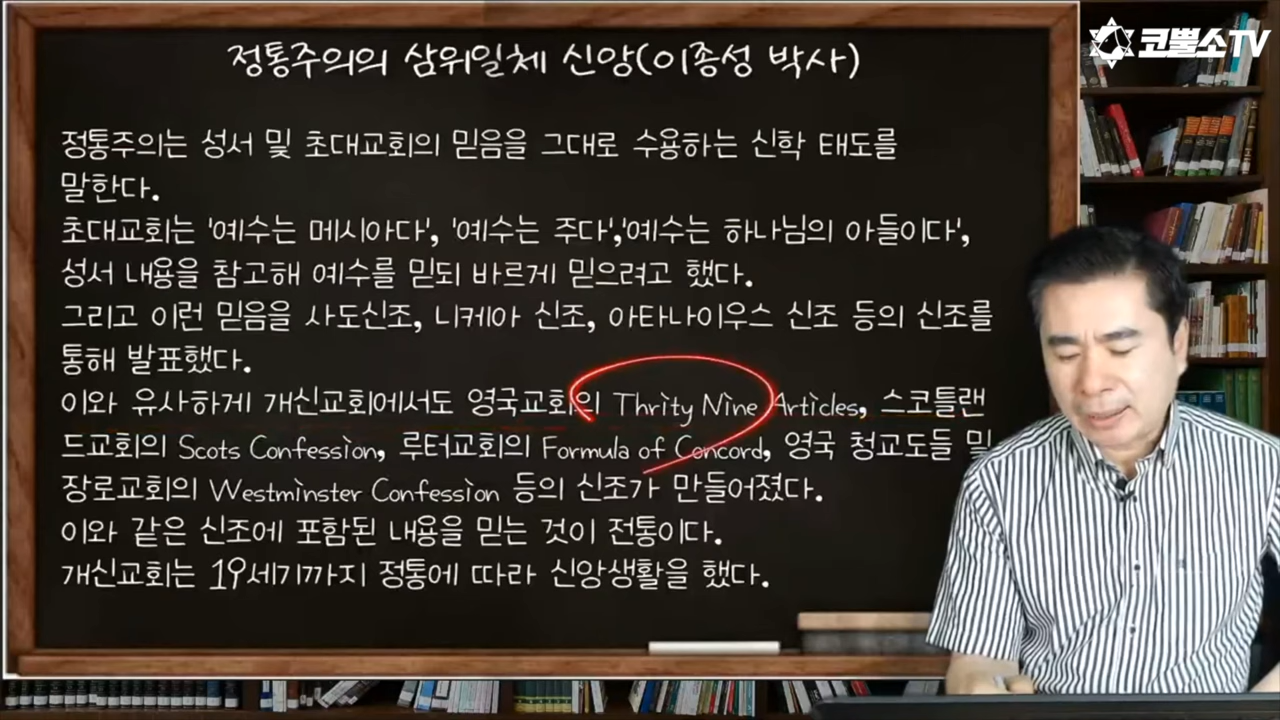 코뿔소TV
정통주의의 삼위일체 신앙(이종성 박사)
정통주의는 성서 및 초대교회의 믿음을 그대로 수용하는 신학 태도를
말한다.
초대교회는 '예수는 메시아다', '예수는 주다','예수는 하나님의 아들이다',
성서 내용을 참고해 예수를 믿되 바르게 믿으려고 했다.
그리고 이런 믿음을 사도신조, 니케아 신조, 아타나이우스 신조 등의 신조를
통해 발표했다.
이와 유사하게 개신교회에서도 영국교회의 Thrity Nine Articles, 스코틀랜
드교회의 Scots Confession, 루터교회의 Formula of Concord, 영국 청교도들 및
장로교회의 Westminster Confession 등의 신조가 만들어졌다.
이와 같은 신조에 포함된 내용을 믿는 것이 전통이다.
개신교회는 19세기까지 정통에 따라 신앙생활을 했다.